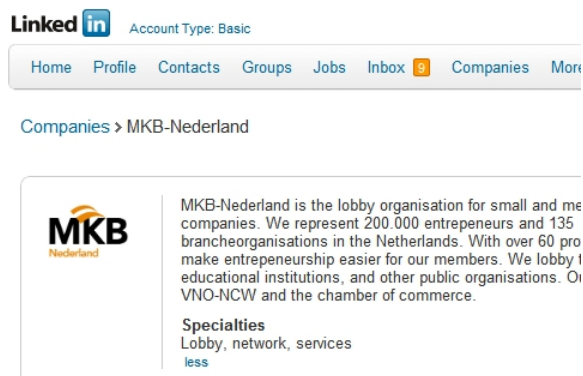 Linked in Account Type: Basic
Home Profile Contacts Groups Jobs Inbox 9 Companies More
Companies > MKB-Nederland
MKB
Nederland
MKB-Nederland is the lobby organisation for small and me
companies. We represent 200.000 entrepeneurs and 135
brancheorganisations in the Netherlands. With over 60 pro
make entrepeneurship easier for our members. We lobby t
educational institutions, and other public organisations. Ou
VNO-NCW and the chamber of commerce.
Specialties
Lobby, network, services
less